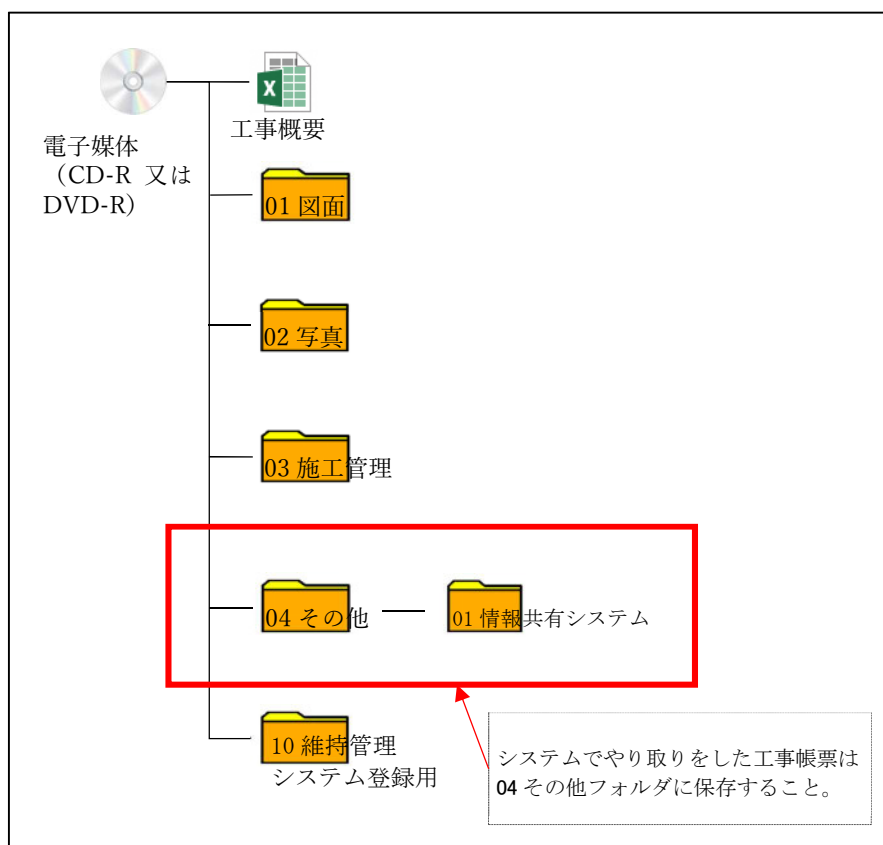 工事概要
電子媒体
（CD-R 又は
DVD-R）
01 図面
02 写真
03 施工管理
04 その他
01 情報共有システム
10 維持管理
システム登録用
システムでやり取りをした工事帳票は
04 その他フォルダに保存すること。